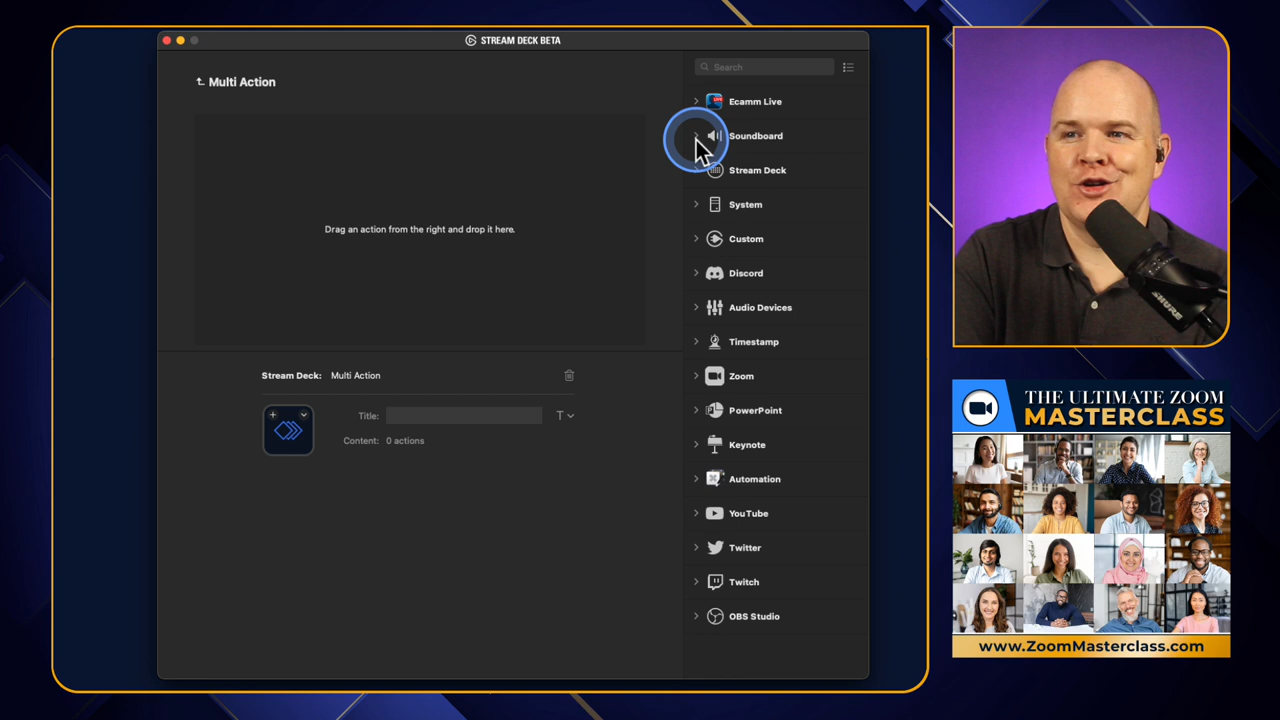 STREAM DECK BETA
Multi Action
Search
Ecamm Live
Soundboard
Stream Deck
System
Custom
Discord
Audio Devices
Timestamp
Zoom
PowerPoint
Keynote
Automation
YouTube
Twitter
Twitch
OBS Studio
Drag an action from the right and drop it here.
Stream Deck: Multi Action
Title:
T
Content: 0 actions
LIVE
SHURE
THE ULTIMATE ZOOM
MASTERCLASS
www.ZoomMasterclass.com